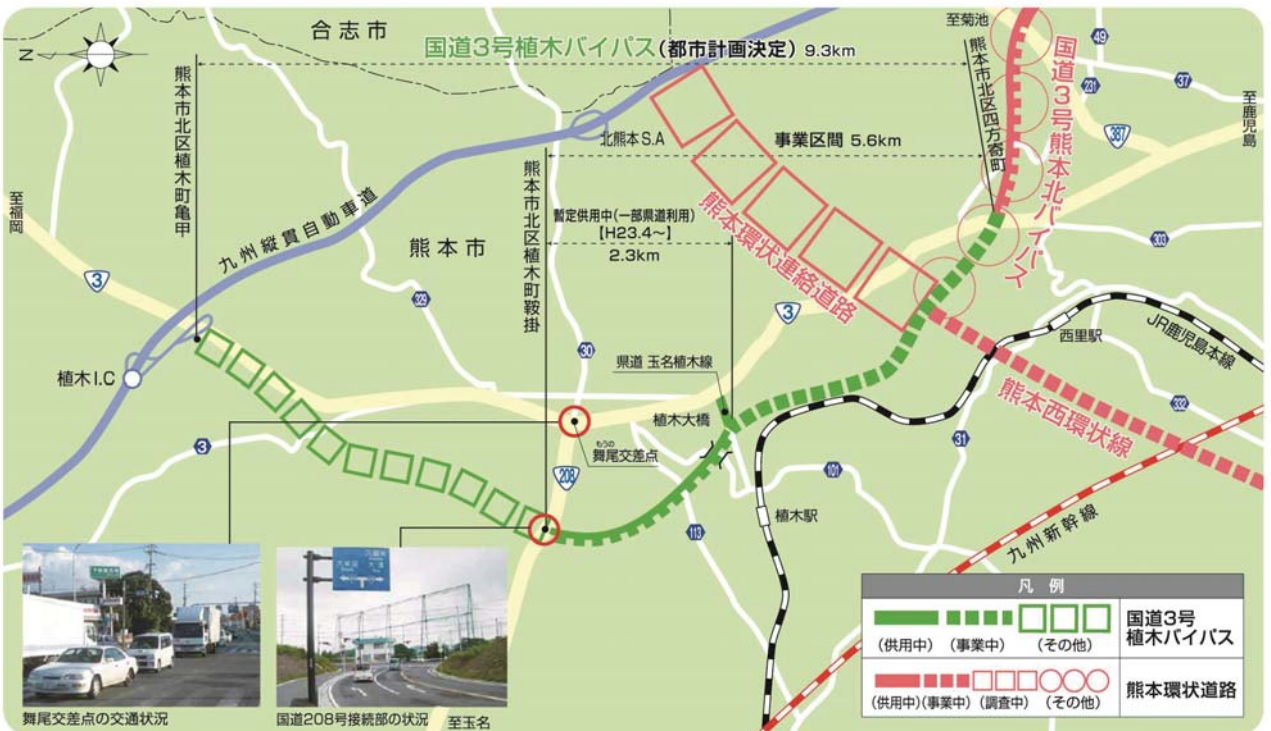 合志市
国道3号植木バイパス(都市計画決定) 9.3km
至菊池
49
37
231
387
至鹿児島
N
熊本市北区植木町亀甲
熊本市北区四方寄町
国道3号熊本北バイパス
北熊本S.A
事業区間 5.6km
熊本市北区植木町鞍掛
暫定供用中(一部県道利用)
【H23.4~】
2.3km
熊本環状連絡道路
303
至福岡
九州縦貫自動車道
熊本市
3
329
3
西里駅
JR鹿児島本線
植木I.C
30
県道 玉名植木線
植木大橋
もうの
舞尾交差点
熊本西環状線
332
3
208
101
31
植木駅
113
九州新幹線
舞尾交差点の交通状況
国道208号接続部の状況
至玉名
凡例
(供用中) (事業中) (その他)
国道3号
植木バイパス
(供用中)(事業中) (調査中) (その他)
熊本環状道路